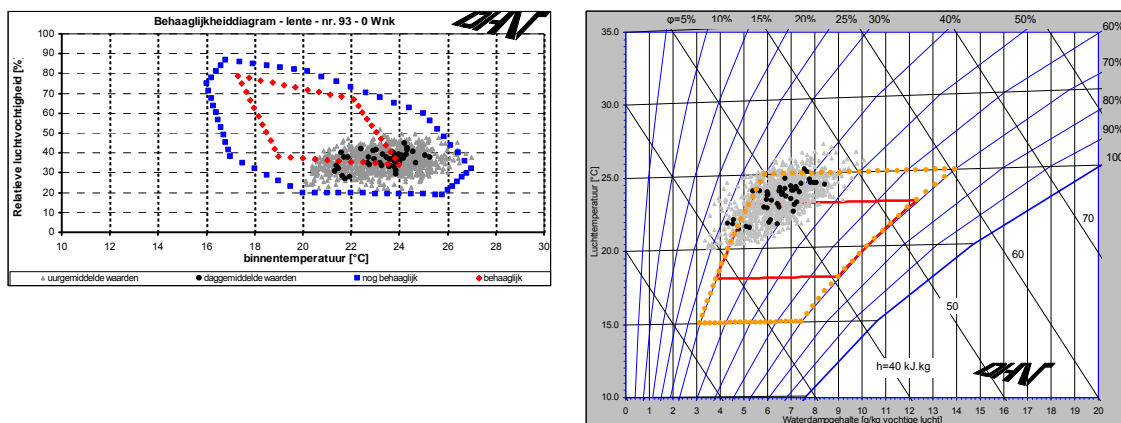 Behaaglijkheiddiagram - lente - nr. 93 - 0 Wnk
DHV
Relatieve luchtvochtigheid [%]
100
90
80
70
60
50
40
30
20
10
0
10 12 14 16 18 20 22 24 26 28 30
binnentemperatuur [°C]
uurgemiddelde waarden daggemiddelde waarden nog behaaglijk behaaglijk
φ=5% 10% 15% 20% 25% 30% 40% 50% 60%
70%
80%
90%
100
35.0
30.0
25.0
20.0
15.0
10.0
Luchttemperatuur [°C]
70
60
50
h=40 kJ.kg
DHV
0 1 2 3 4 5 6 7 8 9 10 11 12 13 14 15 16 17 18 19 20
Waterdampgehalte [g/kg vochtige lucht]